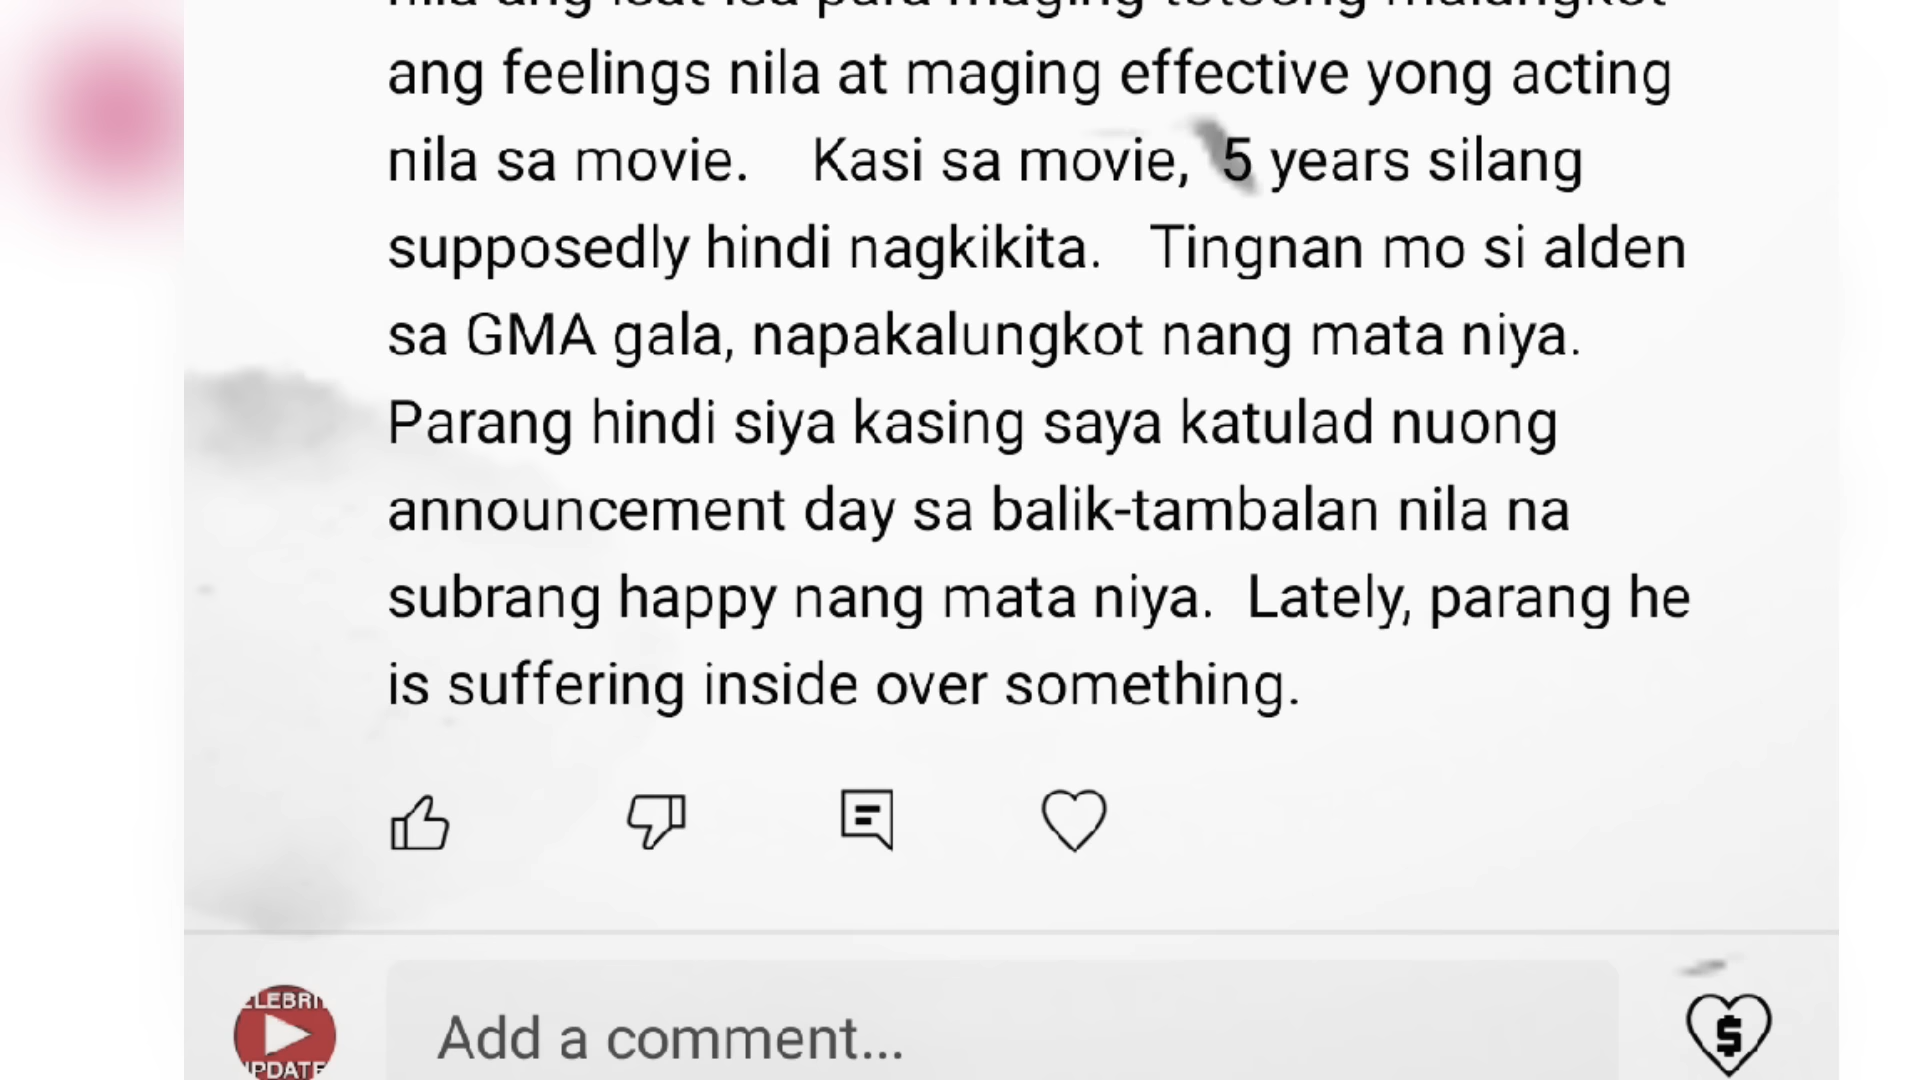 ang feelings nila at maging effective yong acting
nila sa movie. Kasi sa movie, 5 years silang
supposedly hindi nagkikita. Tingnan mo si alden
sa GMA gala, napakalungkot nang mata niya.
Parang hindi siya kasing saya katulad nuong
announcement day sa balik-tambalan nila na
subrang happy nang mata niya. Lately, parang he
is suffering inside over something.
Add a comment...
$